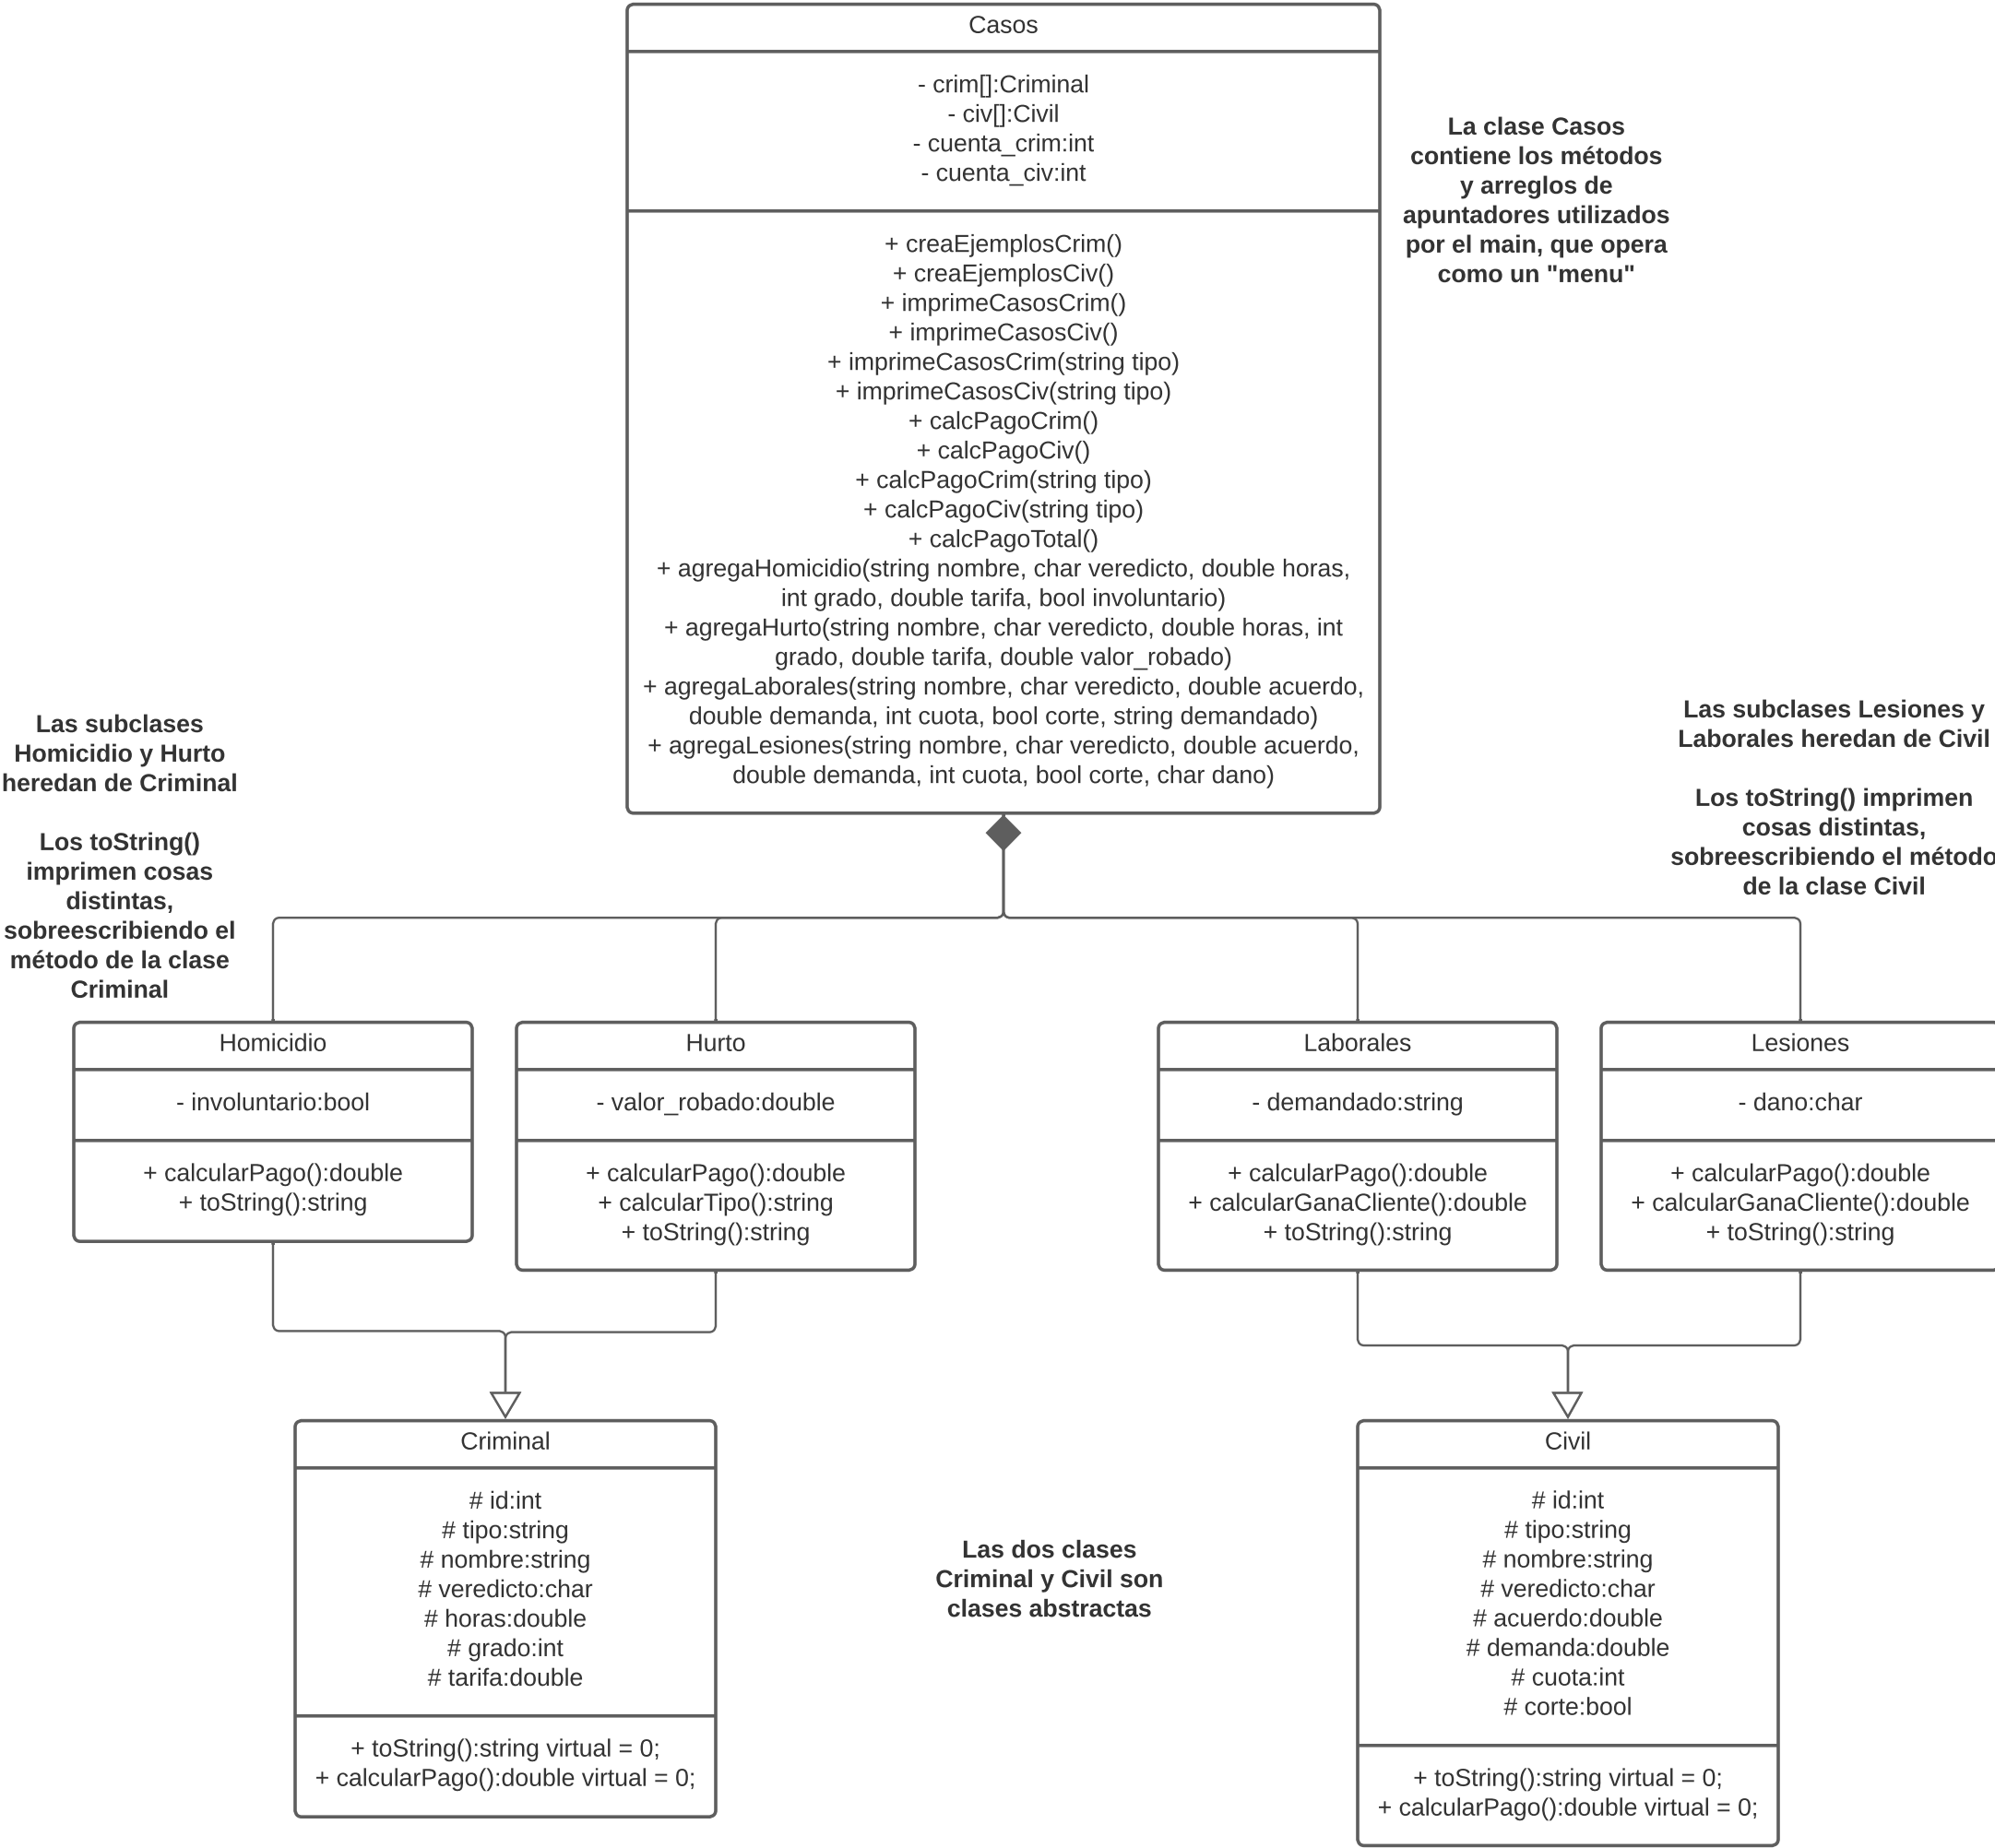 Casos
- crim[]:Criminal
- civ[]:Civil
- cuenta_crim:int
- cuenta_civ:int
+ creaEjemplosCrim()
+ creaEjemplosCiv()
+ imprimeCasosCrim()
+ imprimeCasosCiv()
+ imprimeCasosCrim(string tipo)
+ imprimeCasosCiv(string tipo)
+ calcPagoCrim()
+ calcPagoCiv()
+ calcPagoCrim(string tipo)
+ calcPagoCiv(string tipo)
+ calcPagoTotal()
+ agregaHomicidio(string nombre, char veredicto, double horas,
int grado, double tarifa, bool involuntario)
+ agregaHurto(string nombre, char veredicto, double horas, int
grado, double tarifa, double valor_robado)
+ agregaLaborales(string nombre, char veredicto, double acuerdo,
double demanda, int cuota, bool corte, string demandado)
+ agregaLesiones(string nombre, char veredicto, double acuerdo,
double demanda, int cuota, bool corte, char dano)
La clase Casos
contiene los métodos
y arreglos de
apuntadores utilizados
por el main, que opera
como un "menu"
Las subclases
Homicidio y Hurto
heredan de Criminal
Los toString()
imprimen cosas
distintas,
sobreescribiendo el
método de la clase
Criminal
Las subclases Lesiones y
Laborales heredan de Civil
Los toString() imprimen
cosas distintas,
sobreescribiendo el método
de la clase Civil
Homicidio
- involuntario:bool
+ calcularPago():double
+ toString():string
Hurto
- valor_robado:double
+ calcularPago():double
+ calcularTipo():string
+ toString():string
Laborales
- demandado:string
+ calcularPago():double
+ calcularGanaCliente():double
+ toString():string
Lesiones
- dano:char
+ calcularPago():double
+ calcularGanaCliente():double
+ toString():string
Criminal
# id:int
# tipo:string
# nombre:string
# veredicto:char
# horas:double
# grado:int
# tarifa:double
+ toString():string virtual = 0;
+ calcularPago():double virtual = 0;
Las dos clases
Criminal y Civil son
clases abstractas
Civil
# id:int
# tipo:string
# nombre:string
# veredicto:char
# acuerdo:double
# demanda:double
# cuota:int
# corte:bool
+ toString():string virtual = 0;
+ calcularPago():double virtual = 0;